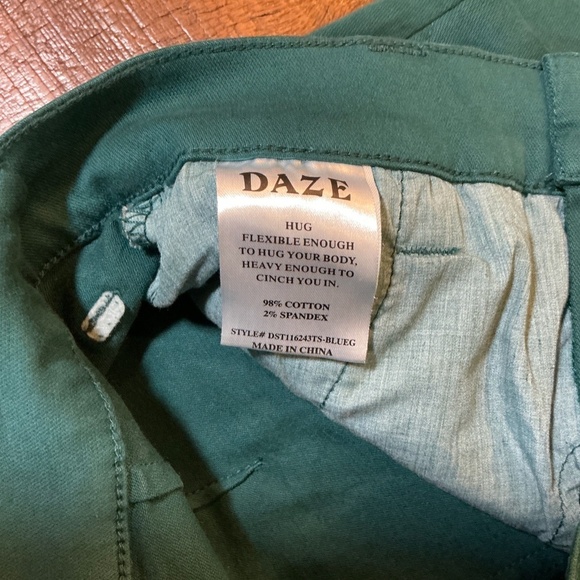 DAZE
HUG
FLEXIBLE ENOUGH
TO HUG YOUR BODY,
HEAVY ENOUGH TO
CINCH YOU IN.
98% COTTON
2% SPANDEX
STYLE# DST116243TS-BLUEG
MADE IN CHINA